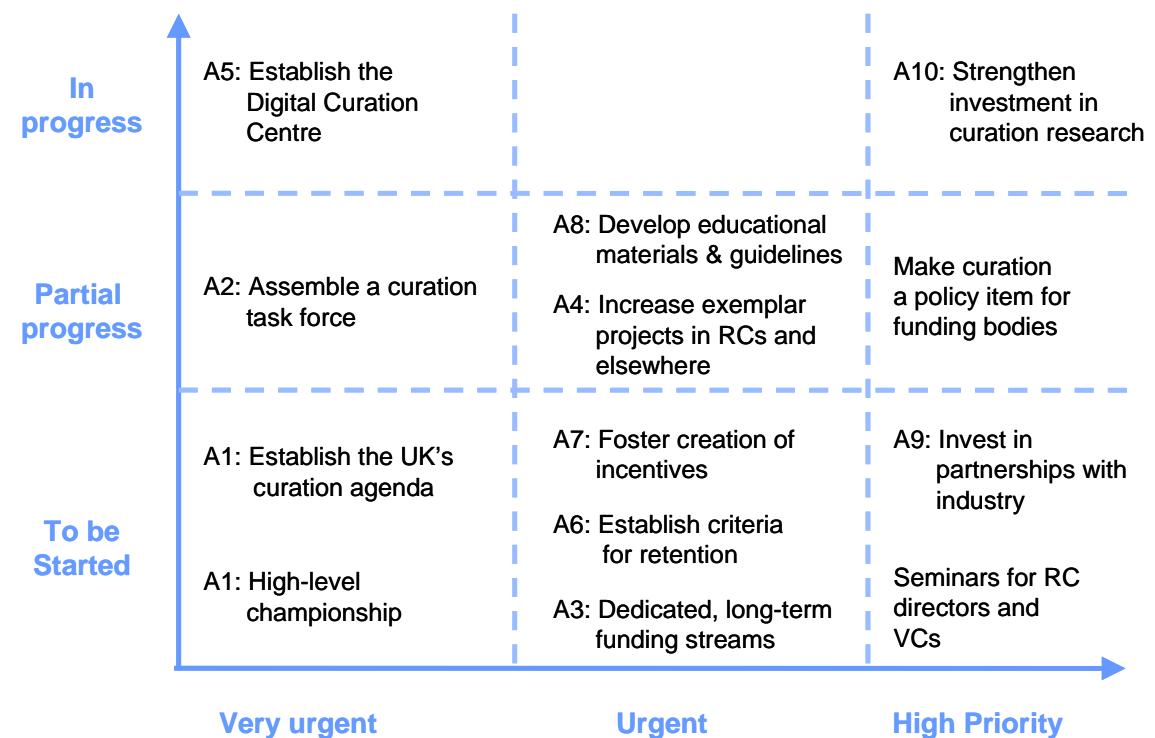 In
progress
A5: Establish the
Digital Curation
Centre
A10: Strengthen
investment in
curation research
Partial
progress
A2: Assemble a curation
task force
A8: Develop educational
materials & guidelines
A4: Increase exemplar
projects in RCs and
elsewhere
Make curation
a policy item for
funding bodies
To be
Started
A1: Establish the UK’s
curation agenda
A1: High-level
championship
A7: Foster creation of
incentives
A6: Establish criteria
for retention
A3: Dedicated, long-term
funding streams
A9: Invest in
partnerships with
industry
Seminars for RC
directors and
VCs
Very urgent
Urgent
High Priority